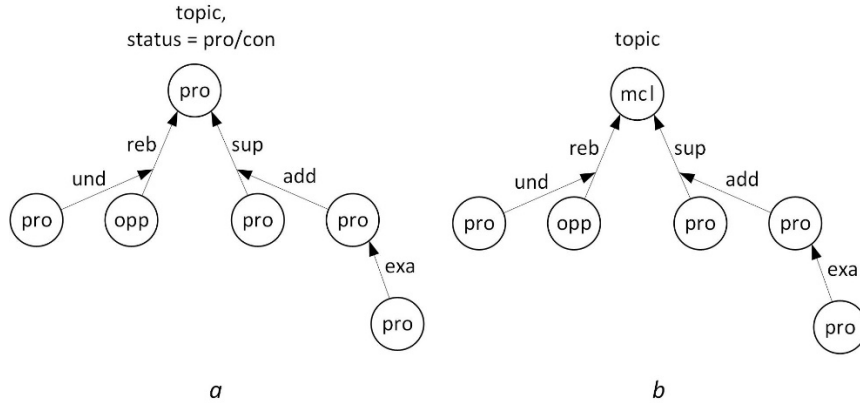 topic,
status = pro/con
topic
pro
mcl
reb
sup
reb
sup
und
add
und
add
pro
opp
pro
pro
pro
opp
pro
pro
exa
exa
pro
pro
a
b